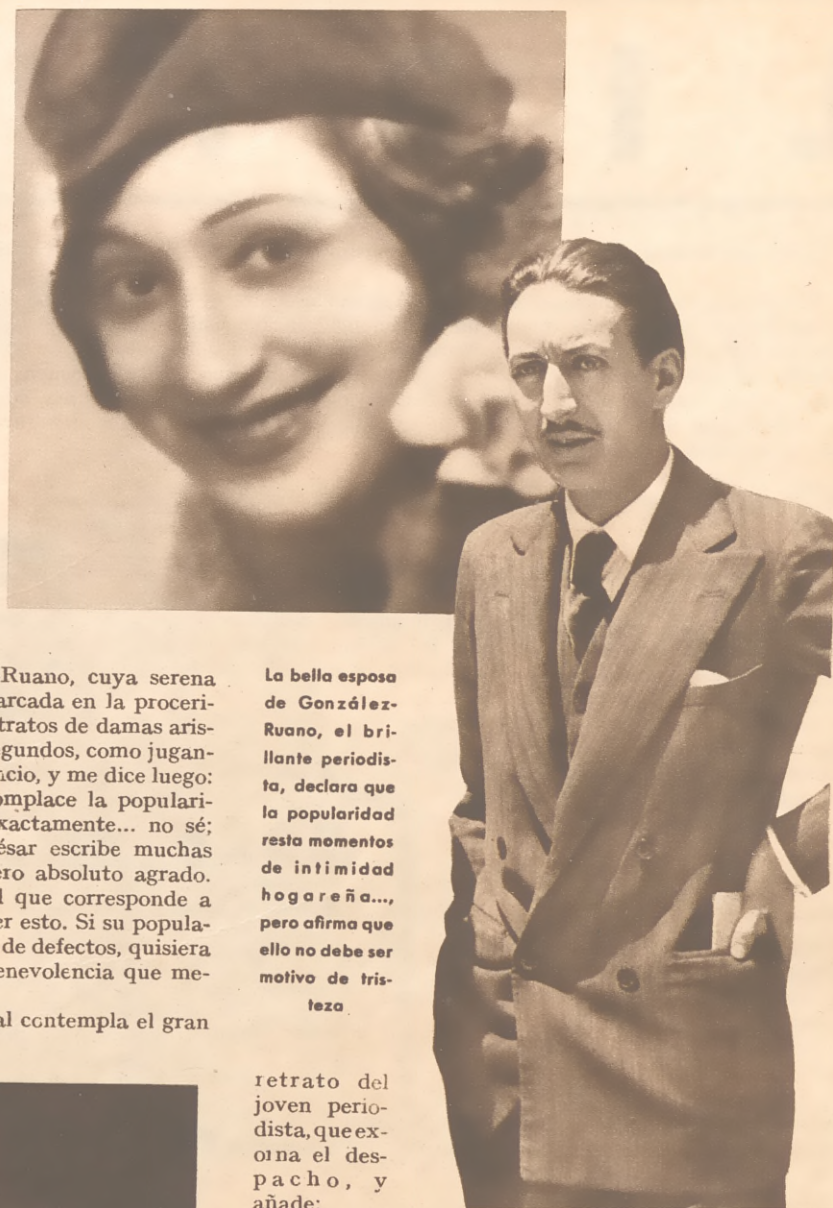 Ruano, cuya serena
arcada en la proceri-
tratos de damas aris-
gundos, como jugan-
ncio, y me dice luego:
omplace la populari-
xactamente... no sé;
ésar escribe muchas
ero absoluto agrado.
l que corresponde a
er esto. Si su popula-
de defectos, quisiera
enevolencia que me-
al contempla el gran
La bella esposa
de González-
Ruano, el bri-
llante periodis-
ta, declara que
la popularidad
resta momentos
de intimidad
hogareña...,
pero afirma que
ello no debe ser
motivo de tris-
teza
retrato del
joven perio-
dista, que ex-
orna el des-
pacho, y
añade: